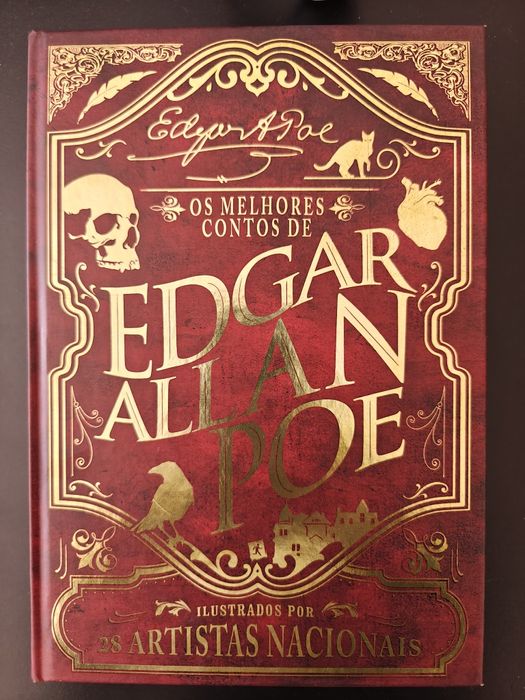 Edgar A Poe
OS MELHORES
CONTOS DE
EDGAR
ALLAN
POE
ILUSTRADOS POR
28 ARTISTAS NACIONAIS